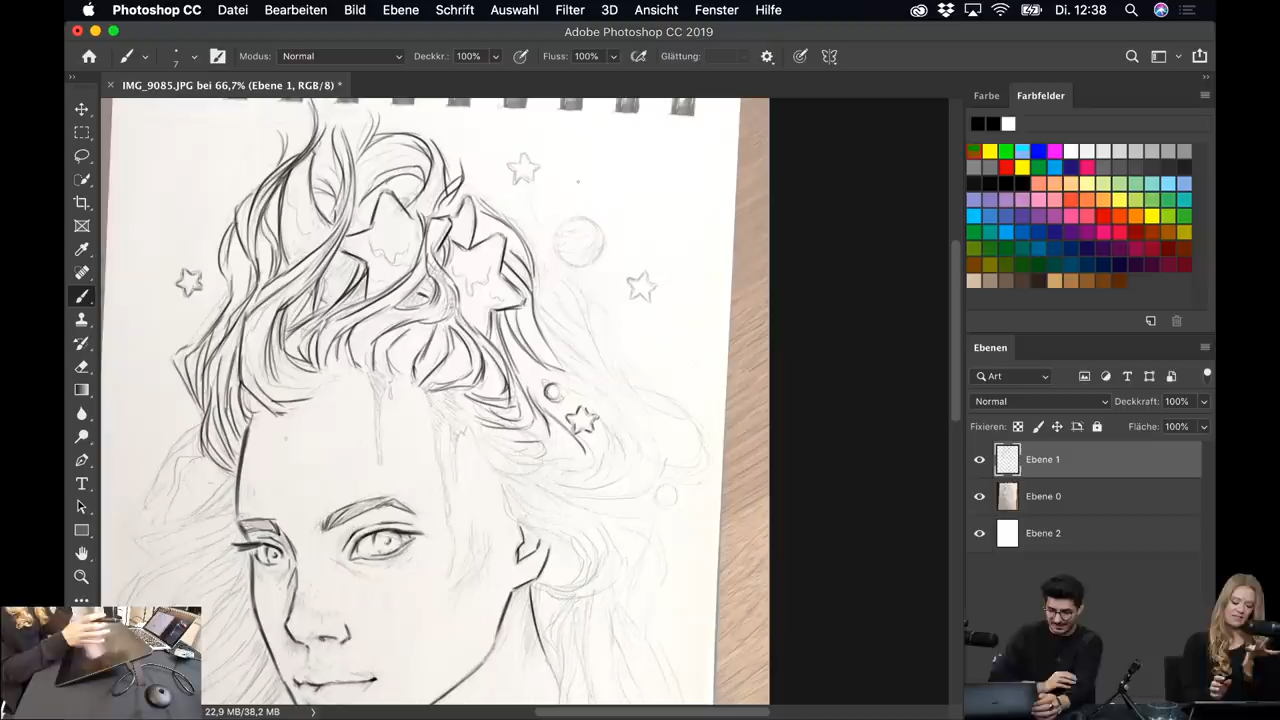 Photoshop CC Datei Bearbeiten Bild Ebene Schrift Auswahl Filter 3D Ansicht Fenster Hilfe Di. 12:38
Adobe Photoshop CC 2019
7 Modus: Normal Deckkr.: 100% Fluss: 100% Glättung:
× IMG_9085.JPG bei 66,7% (Ebene 1, RGB/8) *
Farbe Farbfelder
Ebenen
Art
Normal Deckkraft: 100%
Fixieren: Fläche: 100%
Ebene 1
Ebene 0
Ebene 2
22,9 MB/38,2 MB